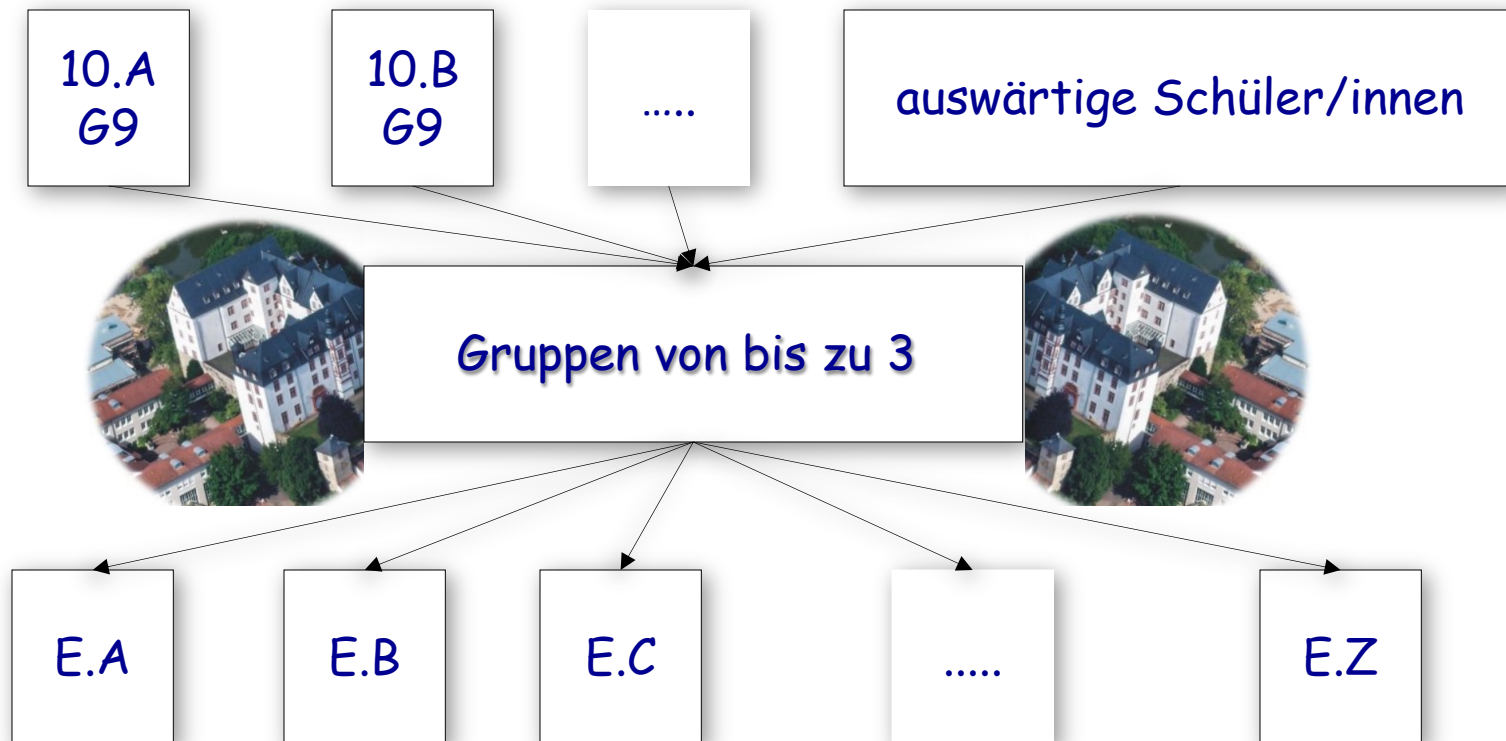 10.A
G9
10.B
G9
.....
auswärtige Schüler/innen
Gruppen von bis zu 3
E.A
E.B
E.C
.....
E.Z